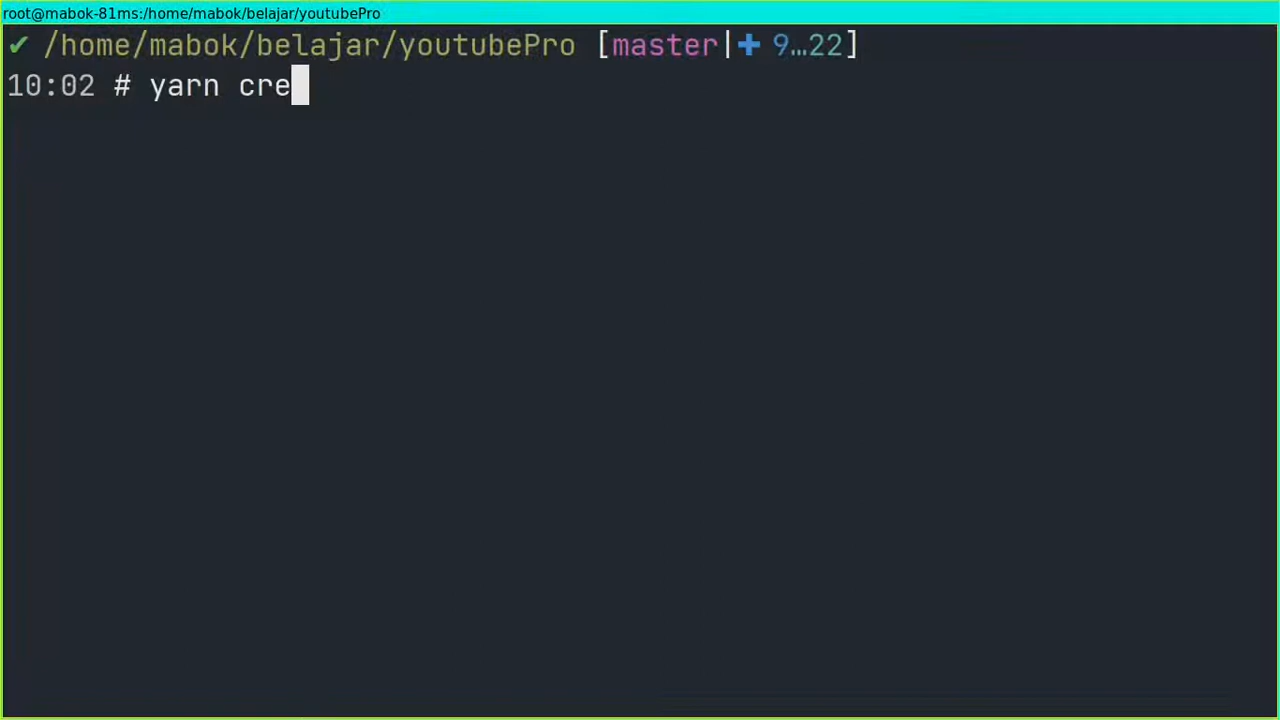 root@mabok-81ms:/home/mabok/belajar/youtubePro
✔ /home/mabok/belajar/youtubePro [master|✚ 9…22]
10:02 # yarn cre